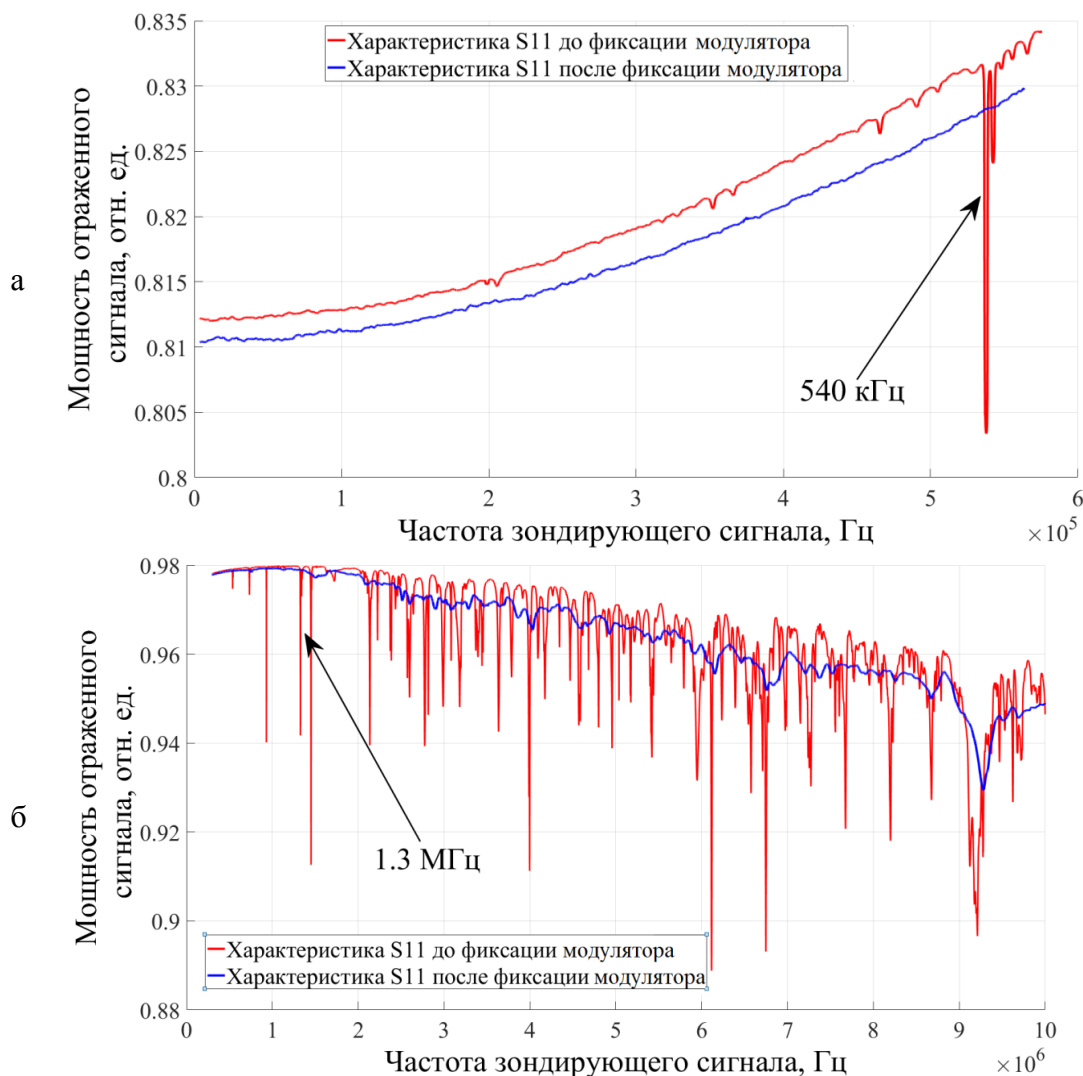 Характеристика S11 до фиксации модулятора
Характеристика S11 после фиксации модулятора
Мощность отраженного
сигнала, отн. ед.
а
0.835
0.83
0.825
0.82
0.815
0.81
0.805
0.8
540 кГц
0 1 2 3 4 5 6
Частота зондирующего сигнала, Гц
×10⁵
Мощность отраженного
сигнала, отн. ед.
б
0.98
0.96
0.94
0.92
0.9
0.88
1.3 МГц
Характеристика S11 до фиксации модулятора
Характеристика S11 после фиксации модулятора
0 1 2 3 4 5 6 7 8 9 10
Частота зондирующего сигнала, Гц
×10⁶